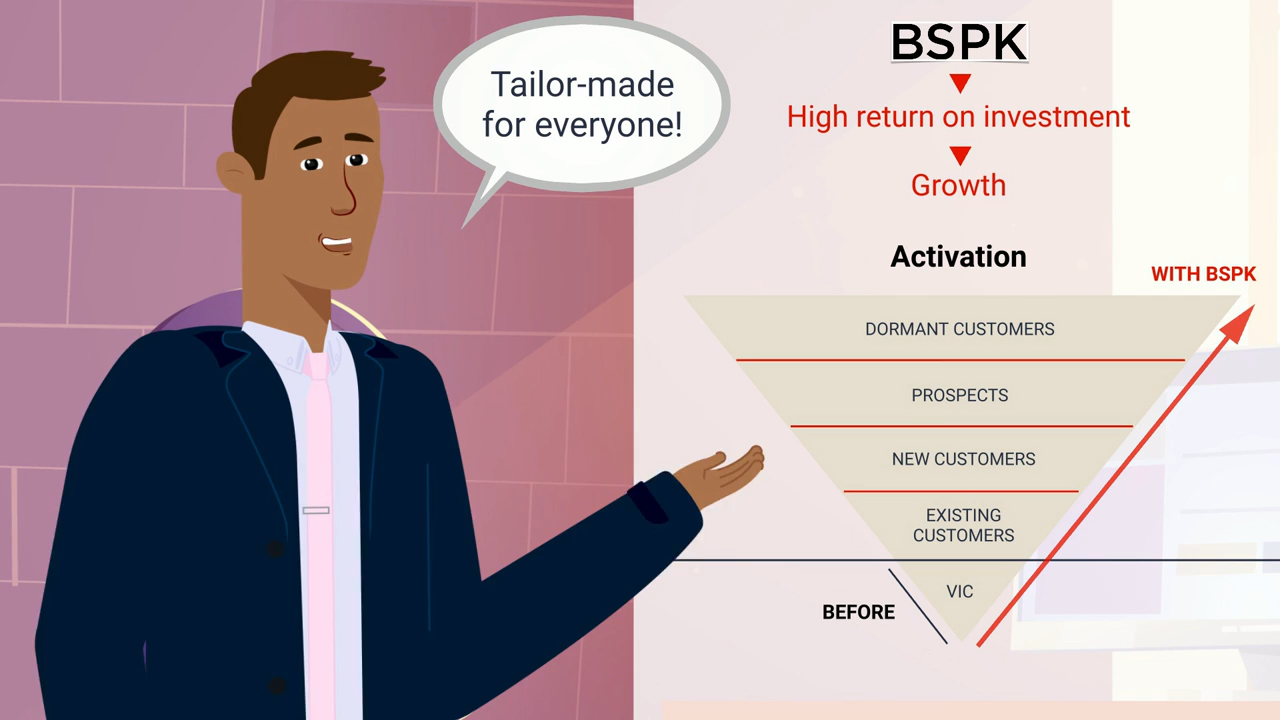 Tailor-made
for everyone!
BSPK
High return on investment
Growth
Activation
WITH BSPK
DORMANT CUSTOMERS
PROSPECTS
NEW CUSTOMERS
EXISTING
CUSTOMERS
VIC
BEFORE